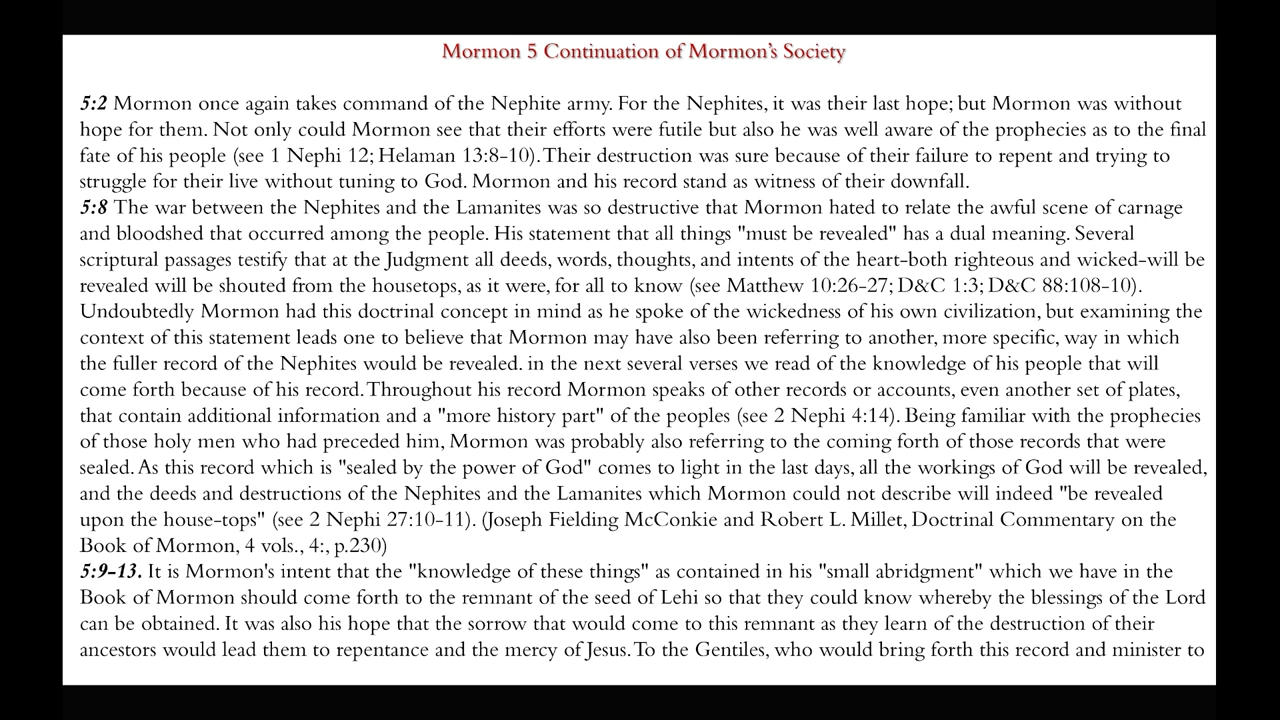 Mormon 5 Continuation of Mormon's Society
5:2 Mormon once again takes command of the Nephite army. For the Nephites, it was their last hope; but Mormon was without
hope for them. Not only could Mormon see that their efforts were futile but also he was well aware of the prophecies as to the final
fate of his people (see 1 Nephi 12; Helaman 13:8-10). Their destruction was sure because of their failure to repent and trying to
struggle for their live without tuning to God. Mormon and his record stand as witness of their downfall.
5:8 The war between the Nephites and the Lamanites was so destructive that Mormon hated to relate the awful scene of carnage
and bloodshed that occurred among the people. His statement that all things "must be revealed" has a dual meaning. Several
scriptural passages testify that at the Judgment all deeds, words, thoughts, and intents of the heart-both righteous and wicked-will be
revealed will be shouted from the housetops, as it were, for all to know (see Matthew 10:26-27; D&C 1:3; D&C 88:108-10).
Undoubtedly Mormon had this doctrinal concept in mind as he spoke of the wickedness of his own civilization, but examining the
context of this statement leads one to believe that Mormon may have also been referring to another, more specific, way in which
the fuller record of the Nephites would be revealed. in the next several verses we read of the knowledge of his people that will
come forth because of his record. Throughout his record Mormon speaks of other records or accounts, even another set of plates,
that contain additional information and a "more history part" of the peoples (see 2 Nephi 4:14). Being familiar with the prophecies
of those holy men who had preceded him, Mormon was probably also referring to the coming forth of those records that were
sealed. As this record which is "sealed by the power of God" comes to light in the last days, all the workings of God will be revealed,
and the deeds and destructions of the Nephites and the Lamanites which Mormon could not describe will indeed "be revealed
upon the house-tops" (see 2 Nephi 27:10-11). (Joseph Fielding McConkie and Robert L. Millet, Doctrinal Commentary on the
Book of Mormon, 4 vols., 4:, p.230)
5:9-13. It is Mormon's intent that the "knowledge of these things" as contained in his "small abridgment" which we have in the
Book of Mormon should come forth to the remnant of the seed of Lehi so that they could know whereby the blessings of the Lord
can be obtained. It was also his hope that the sorrow that would come to this remnant as they learn of the destruction of their
ancestors would lead them to repentance and the mercy of Jesus. To the Gentiles, who would bring forth this record and minister to